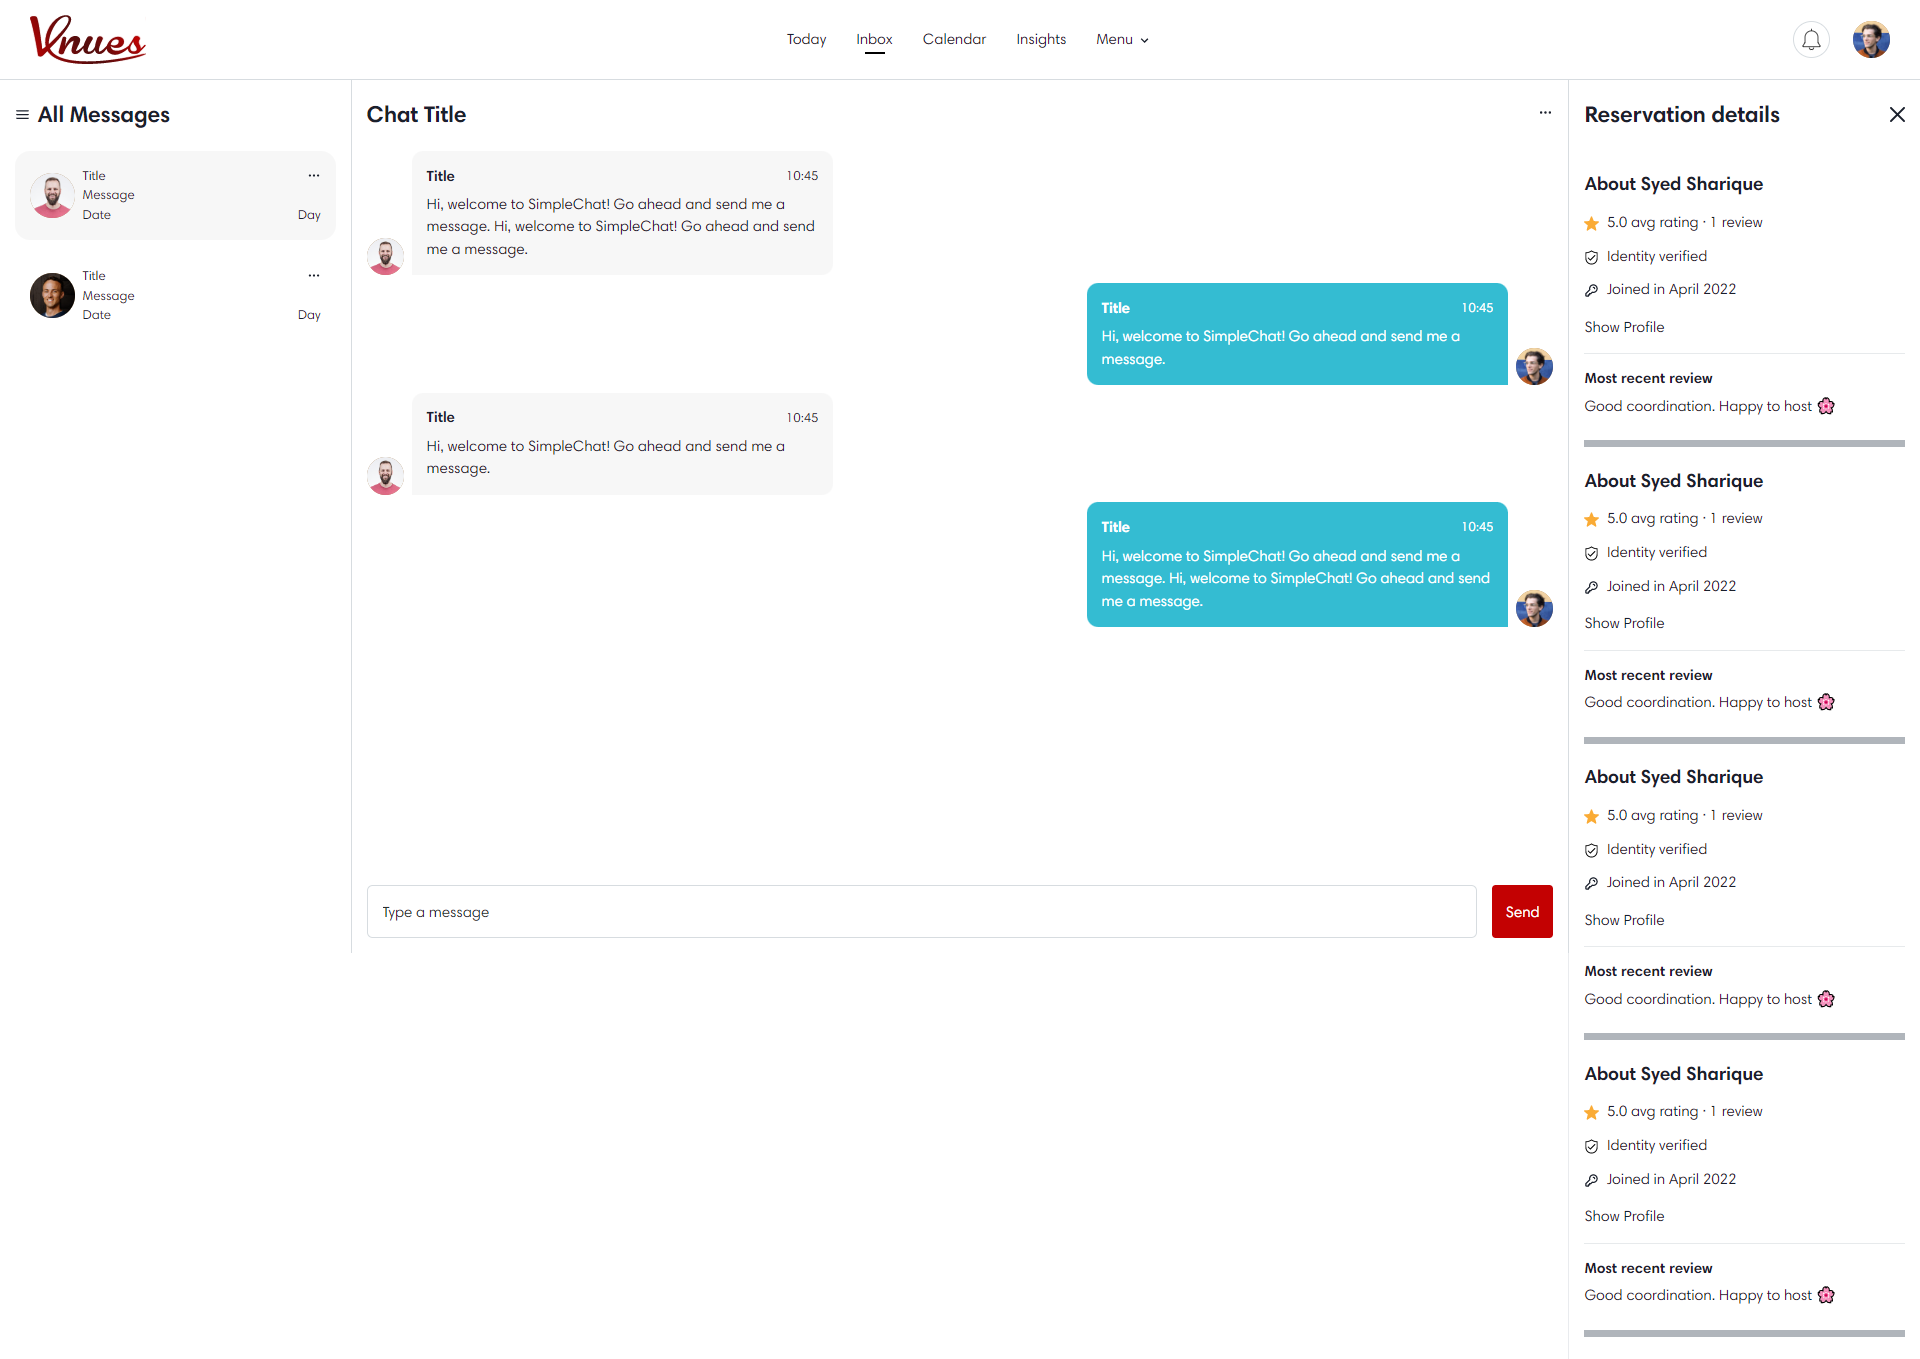 Vnues
Today
Inbox
Calendar
Insights
Menu
All Messages
Title
Message
Date
Day
Title
Message
Date
Day
Chat Title
Title
10:45
Hi, welcome to SimpleChat! Go ahead and send me a
message. Hi, welcome to SimpleChat! Go ahead and send
me a message.
Title
10:45
Hi, welcome to SimpleChat! Go ahead and send me a
message.
Title
10:45
Hi, welcome to SimpleChat! Go ahead and send me a
message.
Title
10:45
Hi, welcome to SimpleChat! Go ahead and send me a
message. Hi, welcome to SimpleChat! Go ahead and send
me a message.
Type a message
Send
Reservation details
About Syed Sharique
5.0 avg rating · 1 review
Identity verified
Joined in April 2022
Show Profile
Most recent review
Good coordination. Happy to host 🌸
About Syed Sharique
5.0 avg rating · 1 review
Identity verified
Joined in April 2022
Show Profile
Most recent review
Good coordination. Happy to host 🌸
About Syed Sharique
5.0 avg rating · 1 review
Identity verified
Joined in April 2022
Show Profile
Most recent review
Good coordination. Happy to host 🌸
About Syed Sharique
5.0 avg rating · 1 review
Identity verified
Joined in April 2022
Show Profile
Most recent review
Good coordination. Happy to host 🌸